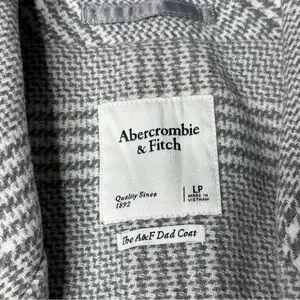 Abercrombie
& Fitch
Quality Since
1892
LP
MADE IN
VIETNAM
The A&F Dad Coat